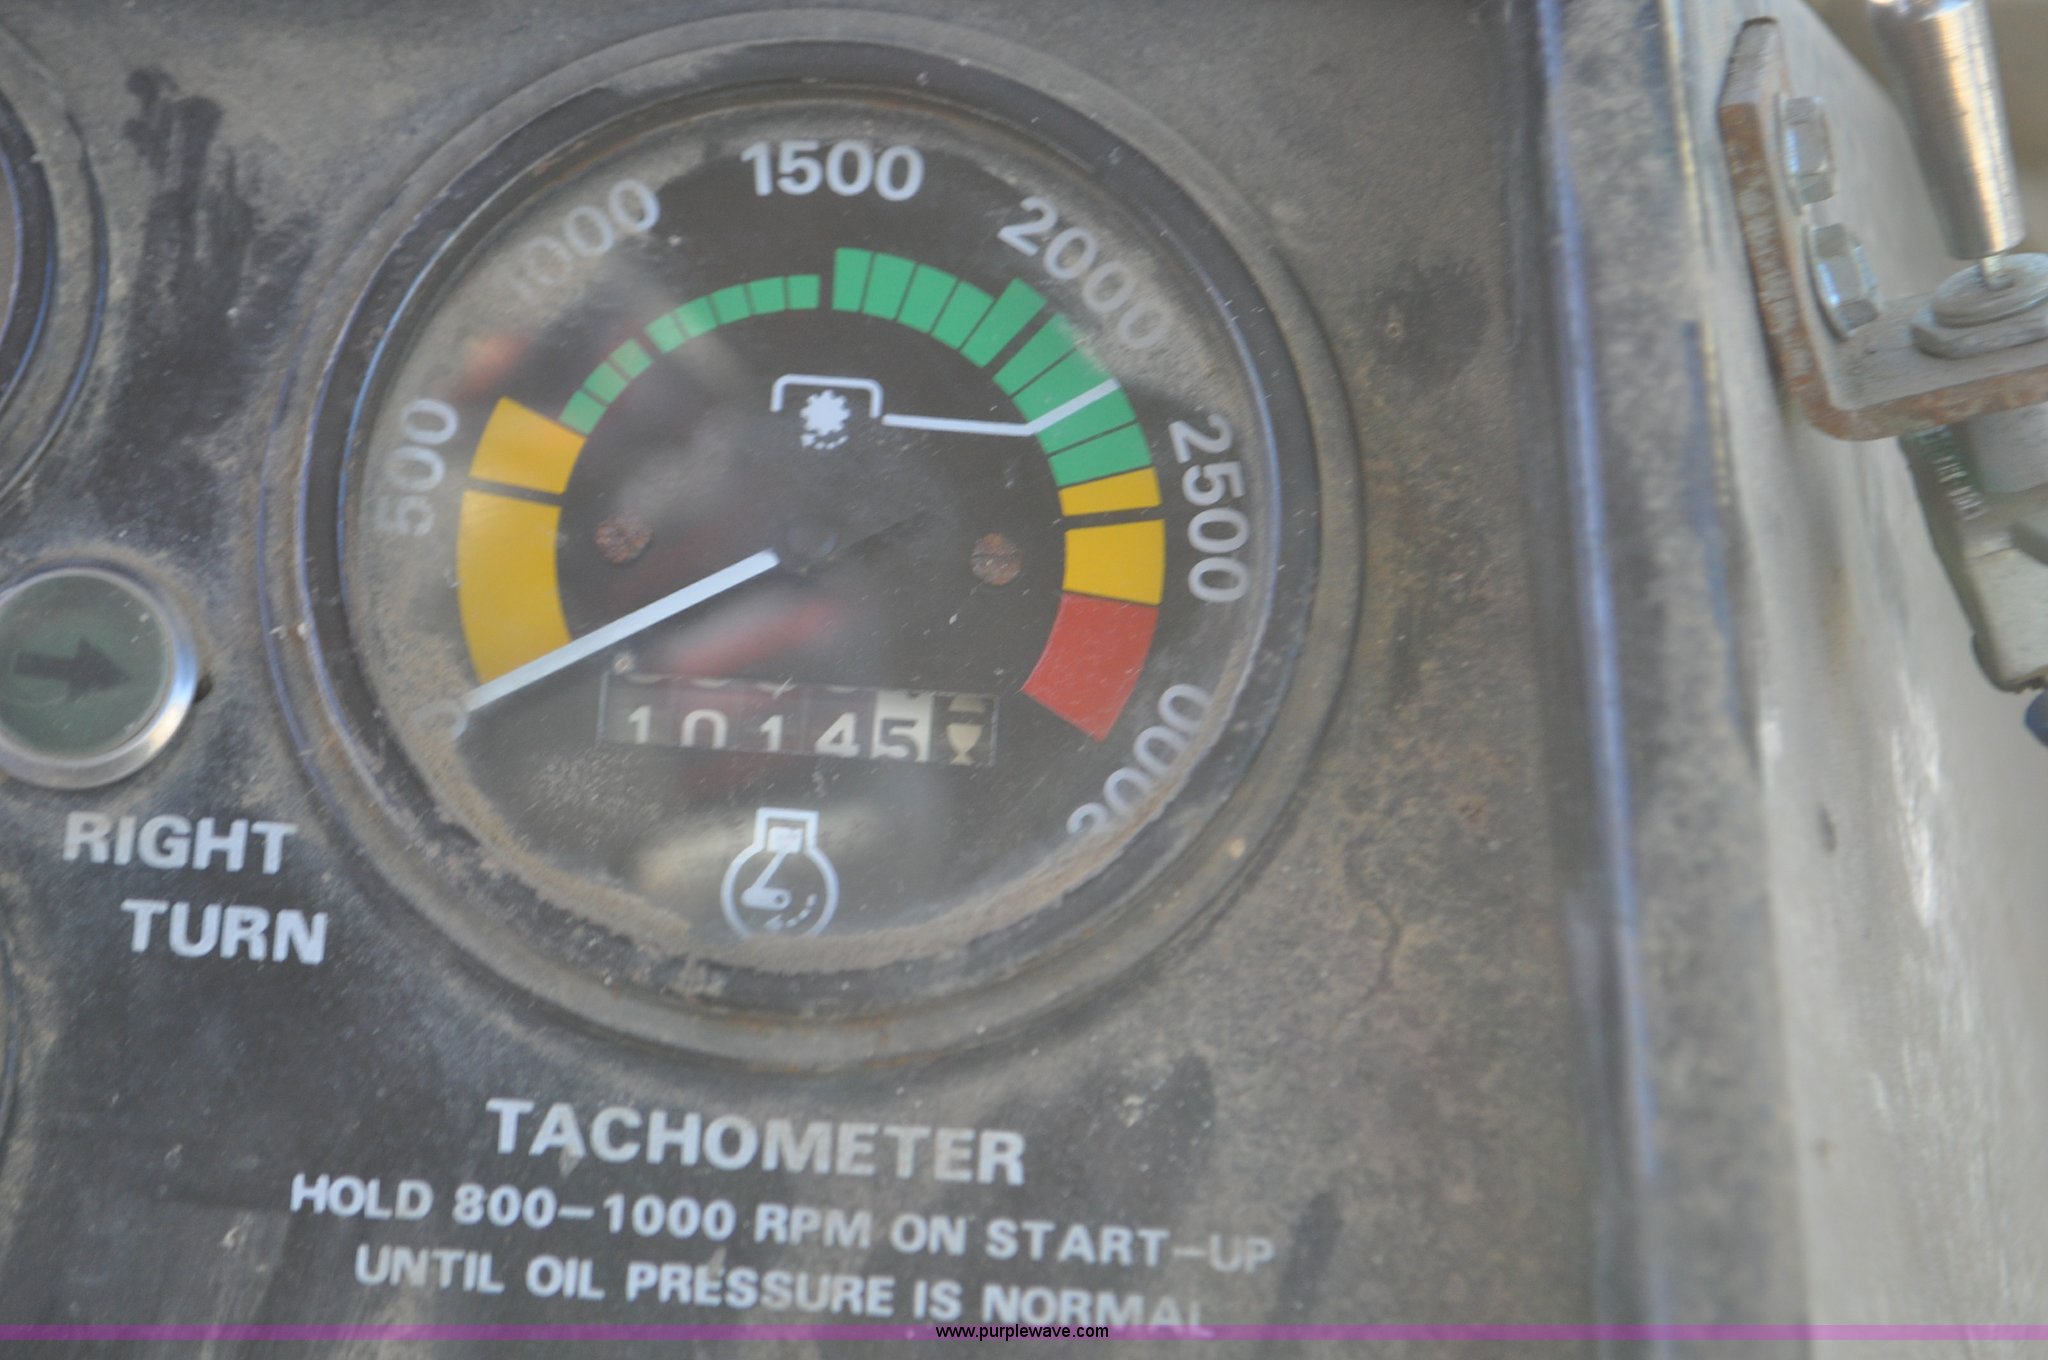 1500
1000
2000
500
2500
0
3000
10145
RIGHT
TURN
TACHOMETER
HOLD 800-1000 RPM ON START-UP
UNTIL OIL PRESSURE IS NORMAL
www.purplewave.com